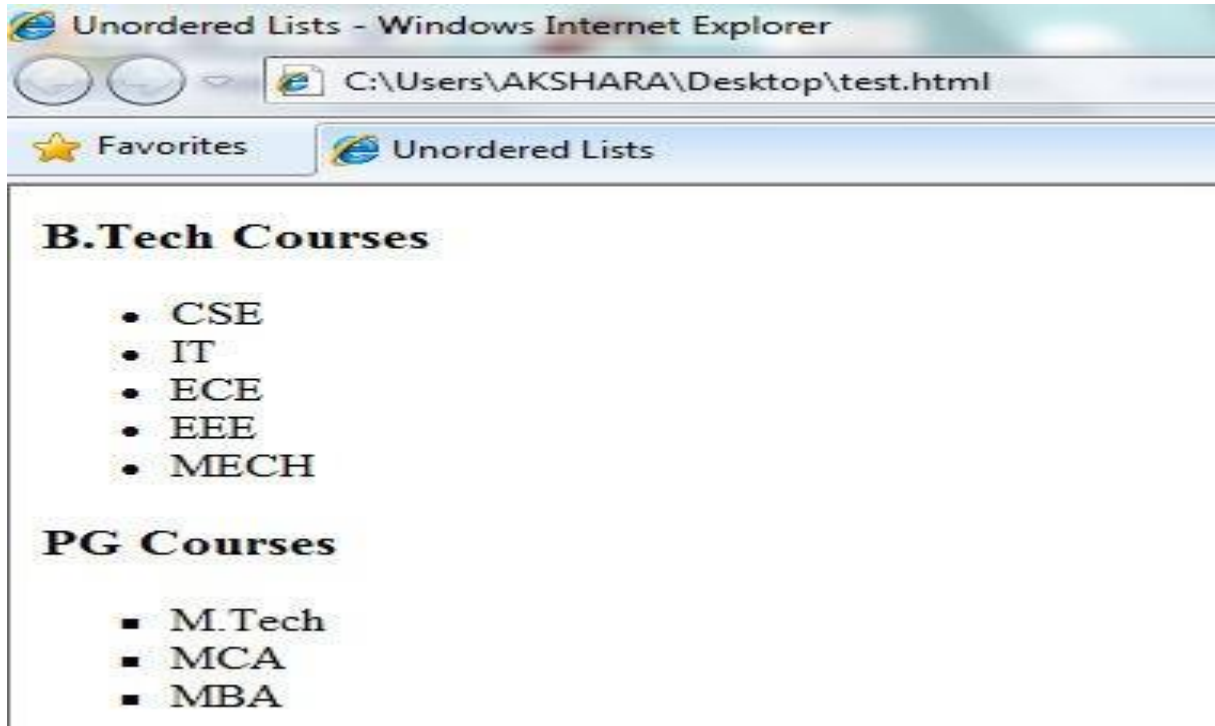 Unordered Lists - Windows Internet Explorer
C:\Users\AKSHARA\Desktop\test.html
Favorites Unordered Lists
B.Tech Courses
• CSE
• IT
• ECE
• EEE
• MECH
PG Courses
▪ M.Tech
▪ MCA
▪ MBA